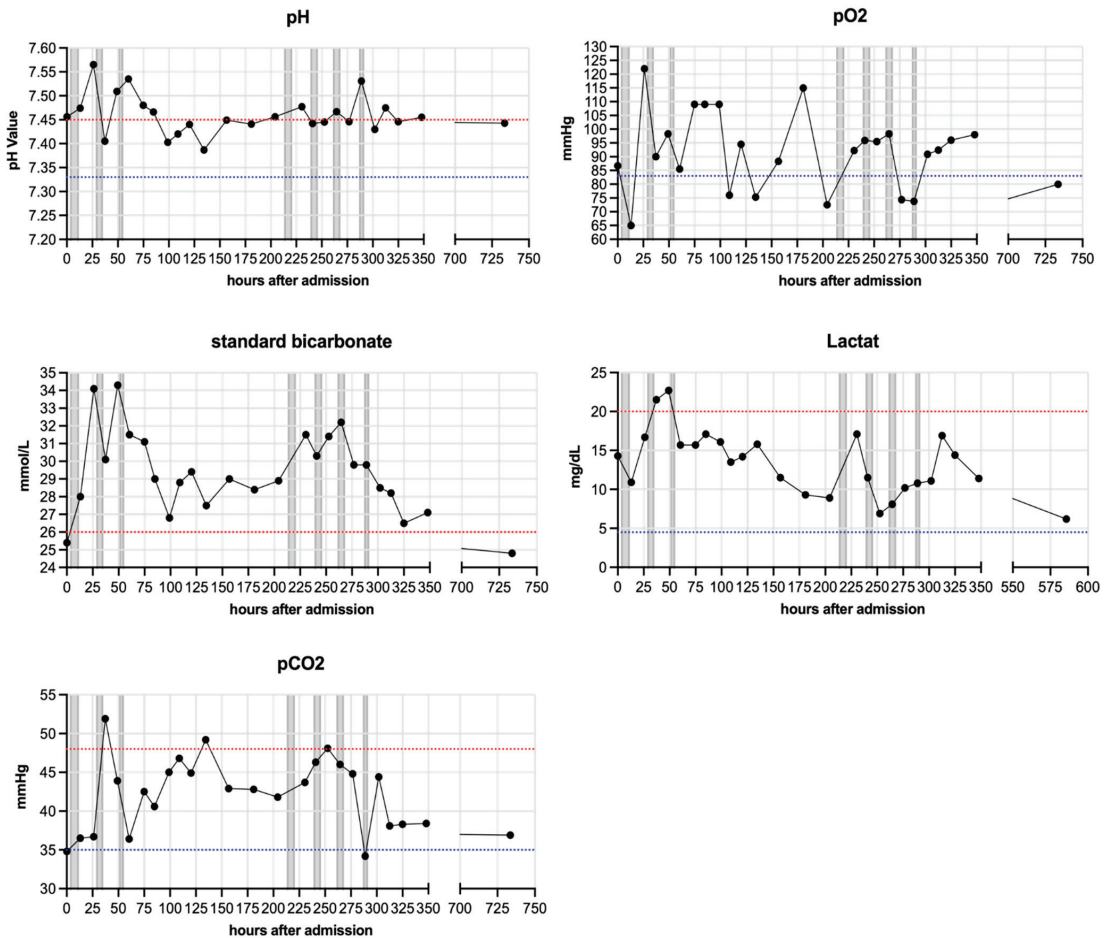 pH
pH Value
7.60
7.55
7.50
7.45
7.40
7.35
7.30
7.25
7.20
0 25 50 75 100 125 150 175 200 225 250 275 300 325 350 700 725 750
hours after admission
pO2
mmHg
130
125
120
115
110
105
100
95
90
85
80
75
70
65
60
0 25 50 75 100 125 150 175 200 225 250 275 300 325 350 700 725 750
hours after admission
standard bicarbonate
mmol/L
35
34
33
32
31
30
29
28
27
26
25
24
0 25 50 75 100 125 150 175 200 225 250 275 300 325 350 700 725 750
hours after admission
Lactat
mg/dL
25
20
15
10
5
0
0 25 50 75 100 125 150 175 200 225 250 275 300 325 350 550 575 600
hours after admission
pCO2
mmHg
55
50
45
40
35
30
0 25 50 75 100 125 150 175 200 225 250 275 300 325 350 700 725 750
hours after admission